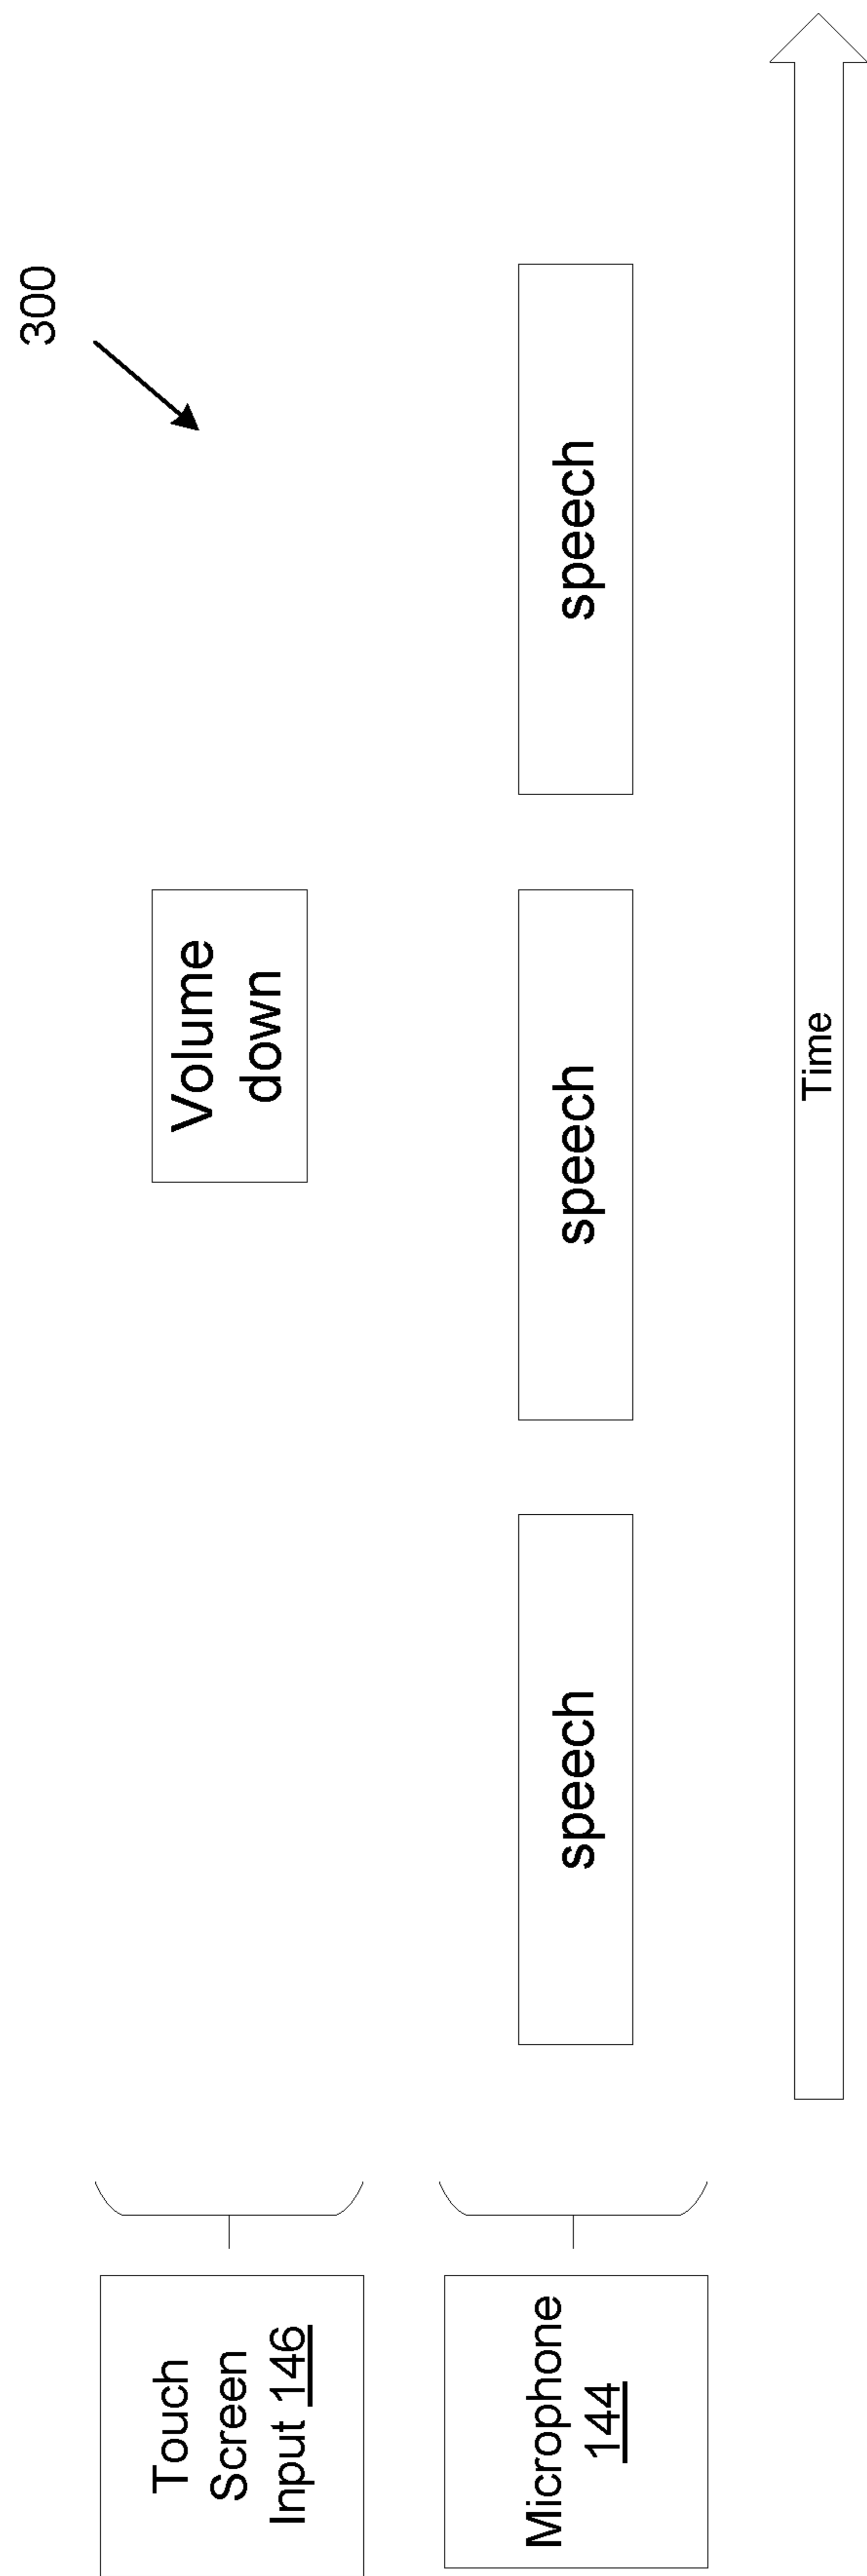 300
Touch
Screen
Input 146
Volume
down
Microphone
144
speech
speech
speech
Time